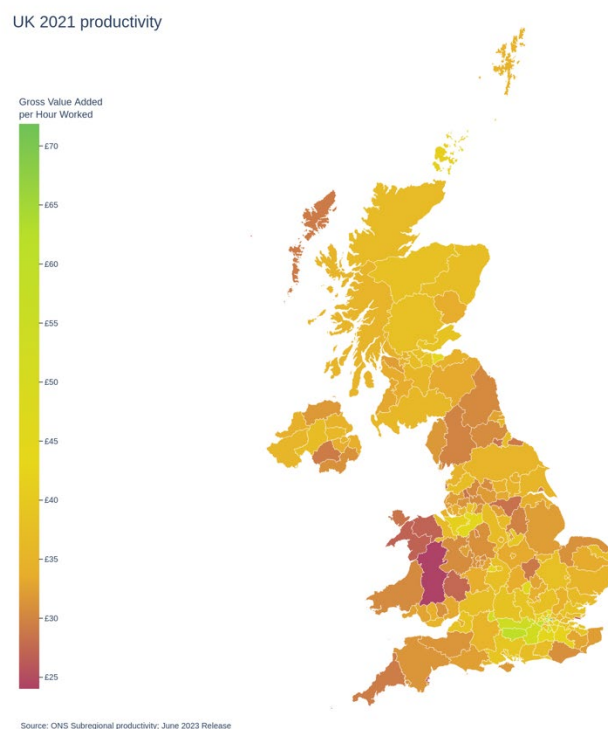 UK 2021 productivity
Gross Value Added
per Hour Worked
£70
£65
£60
£55
£50
£45
£40
£35
£30
£25
Source: ONS Subregional productivity: June 2023 Release